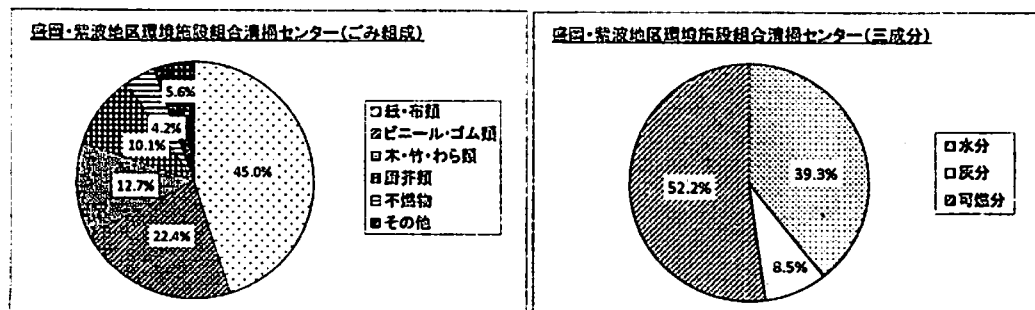 盛岡・紫波地区環境施設組合清掃センター(ごみ組成)
5.6%
4.2%
10.1%
12.7%
22.4%
45.0%
紙・布類
ビニール・ゴム類
木・竹・わら類
厨芥類
不燃物
その他
盛岡・紫波地区環境施設組合清掃センター(三成分)
52.2%
39.3%
8.5%
水分
灰分
可燃分